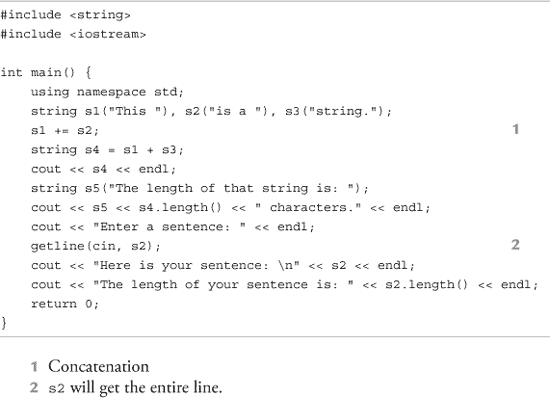 #include <string>
#include <iostream>

int main() {
    using namespace std;
    string s1("This "), s2("is a "), s3("string.");
    s1 += s2;                                                  1
    string s4 = s1 + s3;
    cout << s4 << endl;
    string s5("The length of that string is: ");
    cout << s5 << s4.length() << " characters." << endl;
    cout << "Enter a sentence: " << endl;
    getline(cin, s2);                                          2
    cout << "Here is your sentence: \n" << s2 << endl;
    cout << "The length of your sentence is: " << s2.length() << endl;
    return 0;
}
1 Concatenation
2 s2 will get the entire line.